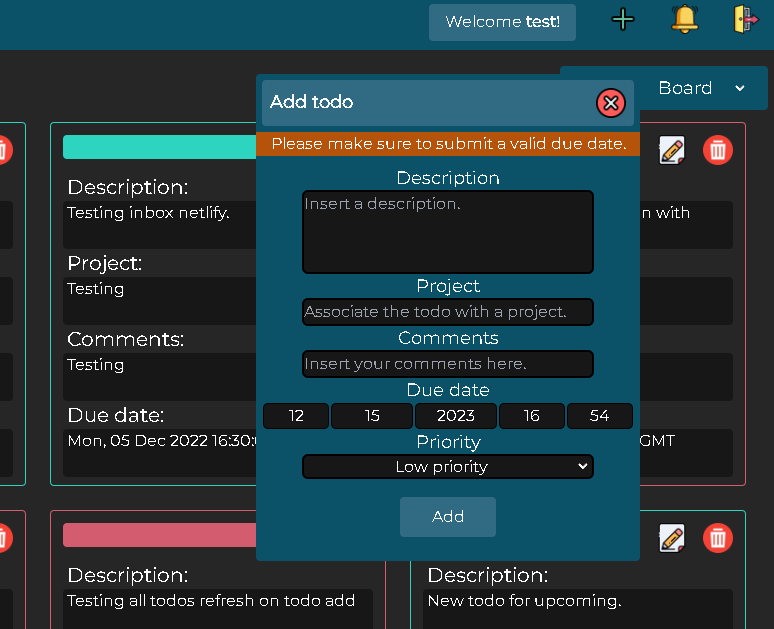 Welcome test!
Board
Add todo
Please make sure to submit a valid due date.
Description
Insert a description.
Project
Associate the todo with a project.
Comments
Insert your comments here.
Due date
12 15 2023 16 54
Priority
Low priority
Add
Description:
Testing inbox netlify.
Project:
Testing
Comments:
Testing
Due date:
Mon, 05 Dec 2022 16:30:
n with
GMT
Description:
Testing all todos refresh on todo add
Description:
New todo for upcoming.